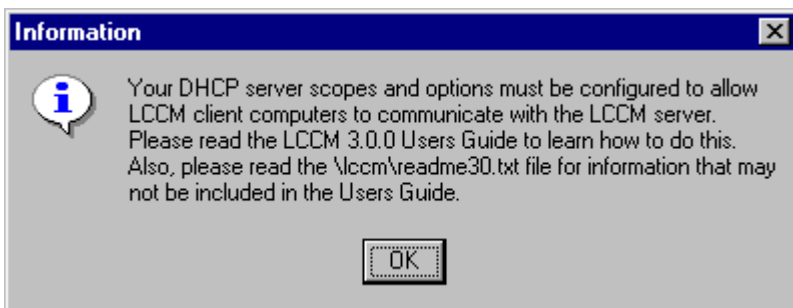 Information
Your DHCP server scopes and options must be configured to allow
LCCM client computers to communicate with the LCCM server.
Please read the LCCM 3.0.0 Users Guide to learn how to do this.
Also, please read the \lccm\readme30.txt file for information that may
not be included in the Users Guide.
OK